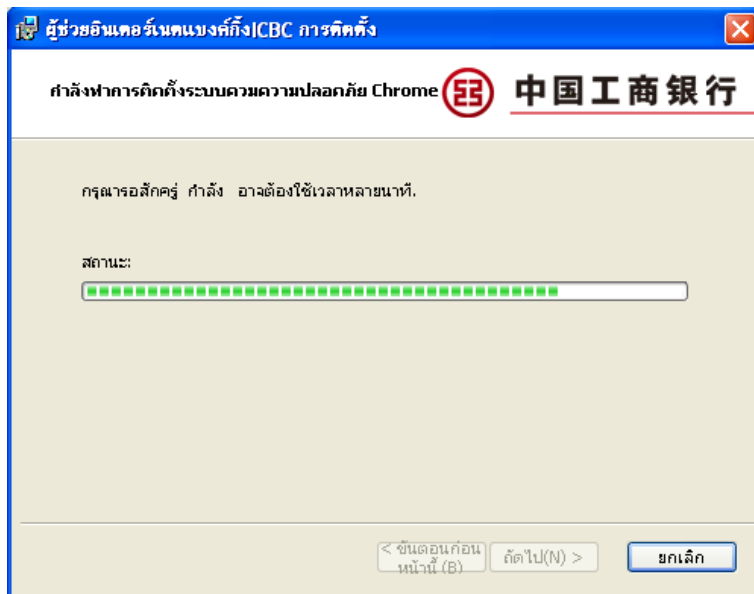 ผู้ช่วยอินเตอร์เนตแบงค์กิ้งICBC การติดตั้ง
กำลังทำการติดตั้งระบบควมความปลอดภัย Chrome
中国工商银行
กรุณารอสักครู่ กำลัง อาจต้องใช้เวลาหลายนาที.
สถานะ:
< ขั้นตอนก่อน
หน้านี้ (B)
ถัดไป(N) >
ยกเลิก